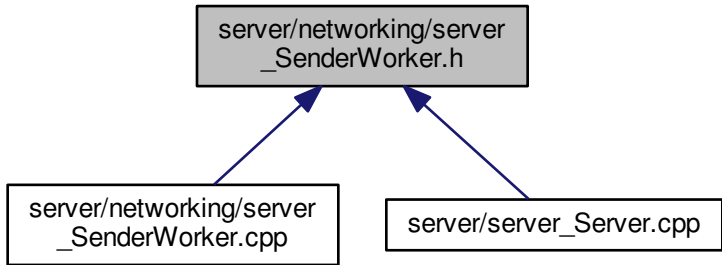 server/networking/server
_SenderWorker.h
server/networking/server
_SenderWorker.cpp
server/server_Server.cpp